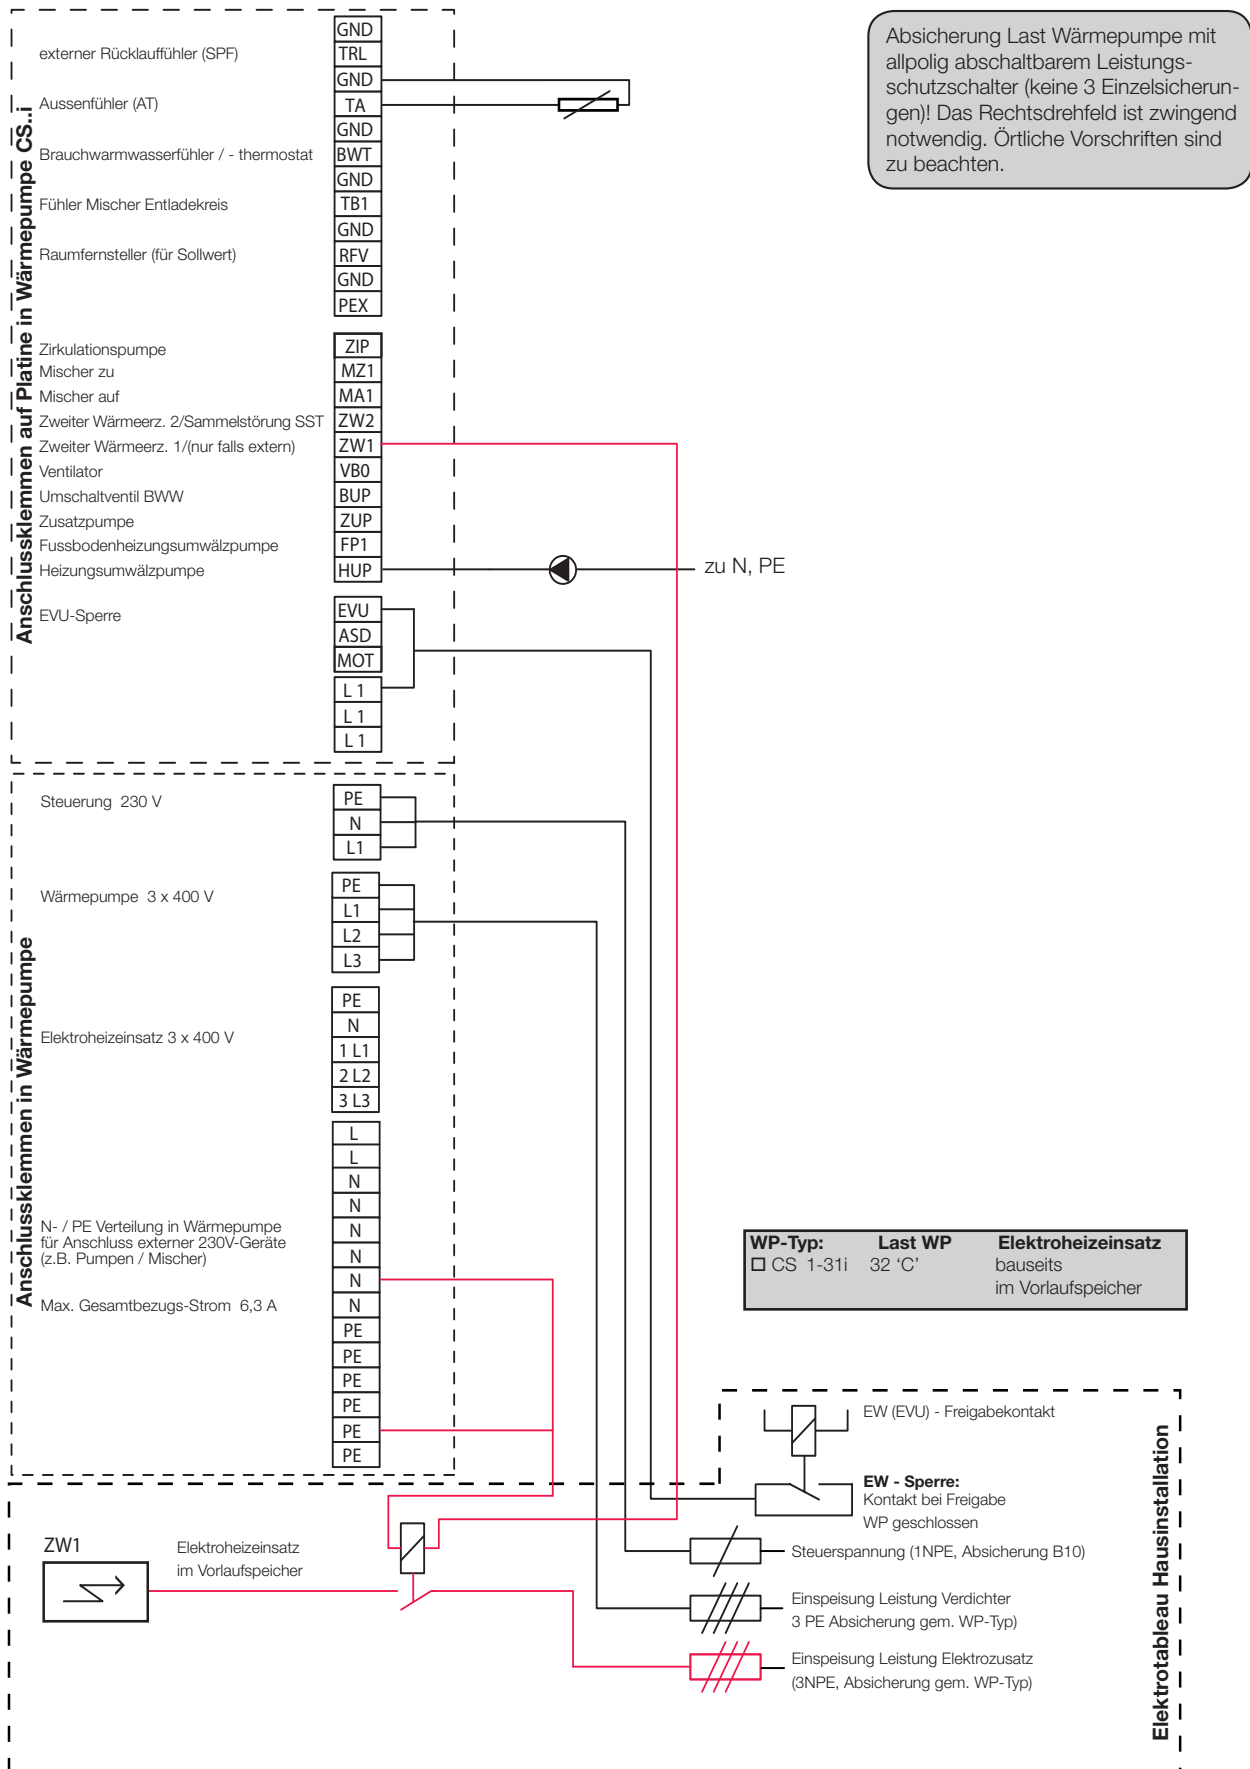 Absicherung Last Wärmepumpe mit
allpolig abschaltbarem Leistungs-
schutzschalter (keine 3 Einzelsicherun-
gen)! Das Rechtsdrehfeld ist zwingend
notwendig. Örtliche Vorschriften sind
zu beachten.
Anschlussklemmen auf Platine in Wärmepumpe CS..i
GND
externer Rücklauffühler (SPF) TRL
GND
Aussenfühler (AT) TA
GND
Brauchwarmwasserfühler / - thermostat BWT
GND
Fühler Mischer Entladekreis TB1
GND
Raumfernsteller (für Sollwert) RFV
GND
PEX
Zirkulationspumpe ZIP
Mischer zu MZ1
Mischer auf MA1
Zweiter Wärmeerz. 2/Sammelstörung SST ZW2
Zweiter Wärmeerz. 1/(nur falls extern) ZW1
Ventilator VB0
Umschaltventil BWW BUP
Zusatzpumpe ZUP
Fussbodenheizungsumwälzpumpe FP1
Heizungsumwälzpumpe HUP zu N, PE
EVU-Sperre EVU
ASD
MOT
L 1
L 1
L 1
Anschlussklemmen in Wärmepumpe
Steuerung 230 V PE
N
L1
Wärmepumpe 3 x 400 V PE
L1
L2
L3
PE
N
Elektroheizeinsatz 3 x 400 V 1 L1
2 L2
3 L3
L
L
N
N
N- / PE Verteilung in Wärmepumpe N
für Anschluss externer 230V-Geräte
(z.B. Pumpen / Mischer) N
N
Max. Gesamtbezugs-Strom 6,3 A N
PE
PE
PE
PE
PE
PE
WP-Typ: Last WP Elektroheizeinsatz
CS 1-31i 32 ‘C’ bauseits
im Vorlaufspeicher
Elektrotableau Hausinstallation
EW (EVU) - Freigabekontakt
EW - Sperre:
Kontakt bei Freigabe
WP geschlossen
ZW1
Elektroheizeinsatz
im Vorlaufspeicher
Steuerspannung (1NPE, Absicherung B10)
Einspeisung Leistung Verdichter
3 PE Absicherung gem. WP-Typ)
Einspeisung Leistung Elektrozusatz
(3NPE, Absicherung gem. WP-Typ)